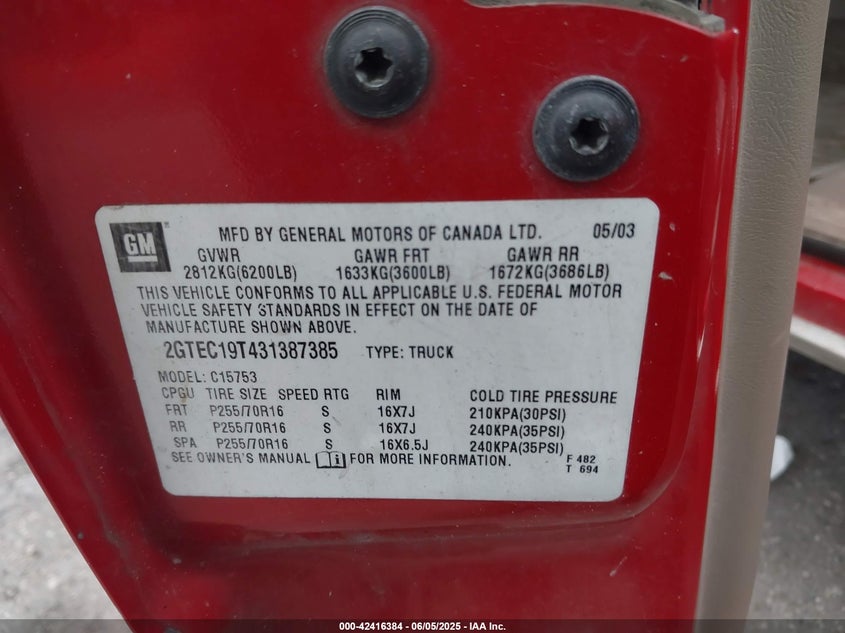 GM
MFD BY GENERAL MOTORS OF CANADA LTD. 05/03
GVWR GAWR FRT GAWR RR
2812KG(6200LB) 1633KG(3600LB) 1672KG(3686LB)
THIS VEHICLE CONFORMS TO ALL APPLICABLE U.S. FEDERAL MOTOR
VEHICLE SAFETY STANDARDS IN EFFECT ON THE DATE OF
MANUFACTURE SHOWN ABOVE.
2GTEC19T431387385 TYPE: TRUCK
MODEL: C15753
CPGU TIRE SIZE SPEED RTG RIM COLD TIRE PRESSURE
FRT P255/70R16 S 16X7J 210KPA(30PSI)
RR P255/70R16 S 16X7J 240KPA(35PSI)
SPA P255/70R16 S 16X6.5J 240KPA(35PSI)
SEE OWNER'S MANUAL FOR MORE INFORMATION. F 482
T 694
000-42416384 - 06/05/2025 - IAA Inc.